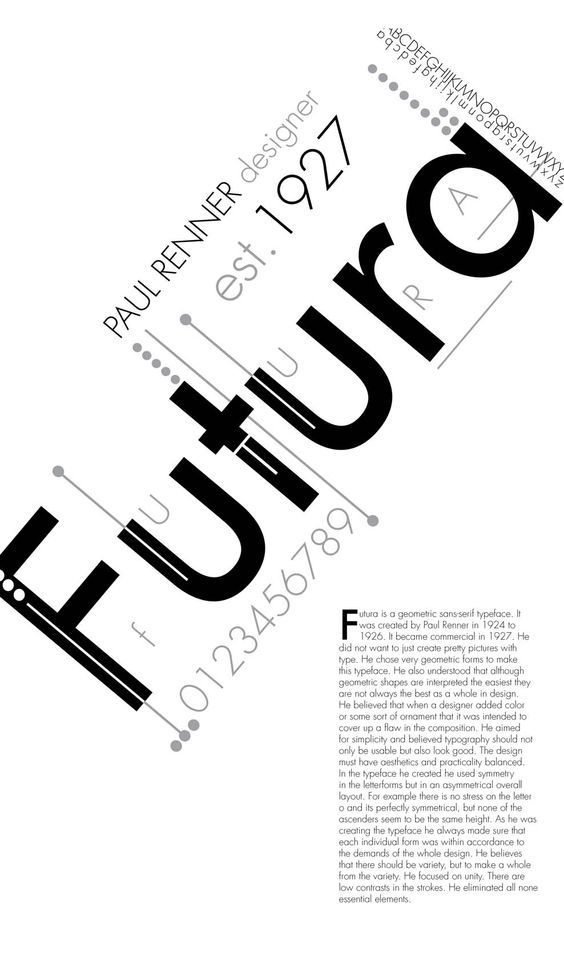 ABCDEFGHIJKLMNOPQRSTUVWXYZ
abcdefghijklmnopqrstuvwxyz
PAUL RENNER designer
est. 1927
Futura
f U U R A
0123456789
Futura is a geometric sans-serif typeface. It
was created by Paul Renner in 1924 to
1926. It became commercial in 1927. He
did not want to just create pretty pictures with
type. He chose very geometric forms to make
this typeface. He also understood that although
geometric shapes are interpreted the easiest they
are not always the best as a whole in design.
He believed that when a designer added color
or some sort of ornament that it was intended to
cover up a flaw in the composition. He aimed
for simplicity and believed typography should not
only be usable but also look good. The design
must have aesthetics and practicality balanced.
In the typeface he created he used symmetry
in the letterforms but in an asymmetrical overall
layout. For example there is no stress on the letter
o and its perfectly symmetrical, but none of the
ascenders seem to be the same height. As he was
creating the typeface he always made sure that
each individual form was within accordance to
the demands of the whole design. He believes
that there should be variety, but to make a whole
from the variety. He focused on unity. There are
low contrasts in the strokes. He eliminated all none
essential elements.